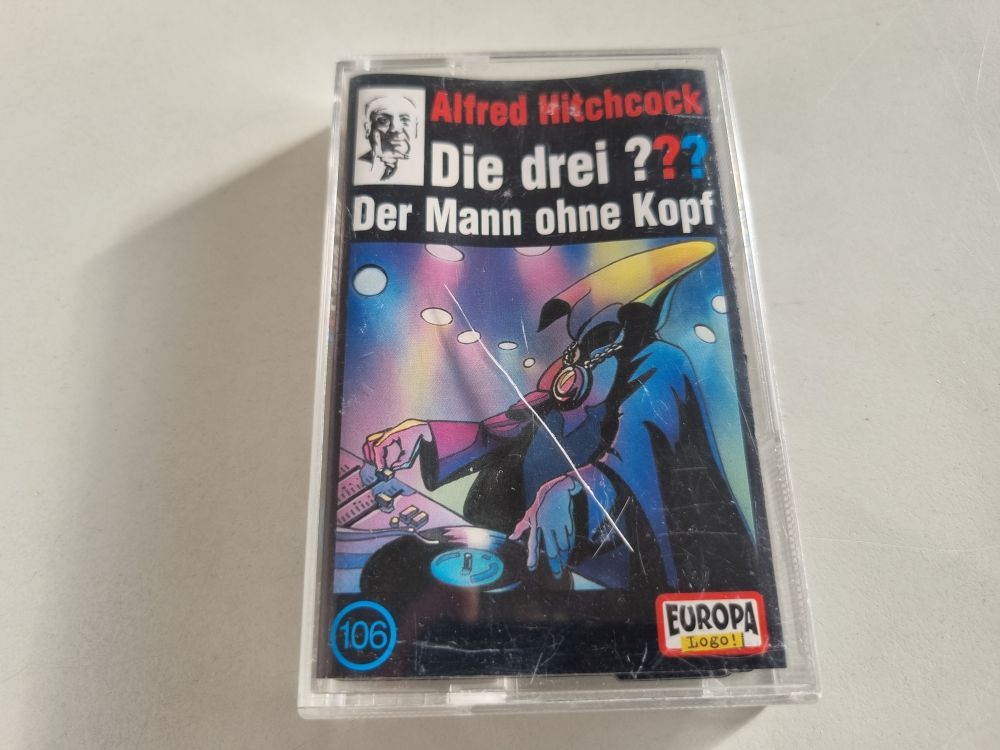 Alfred Hitchcock
Die drei ???
Der Mann ohne Kopf
106
EUROPA
Logo!